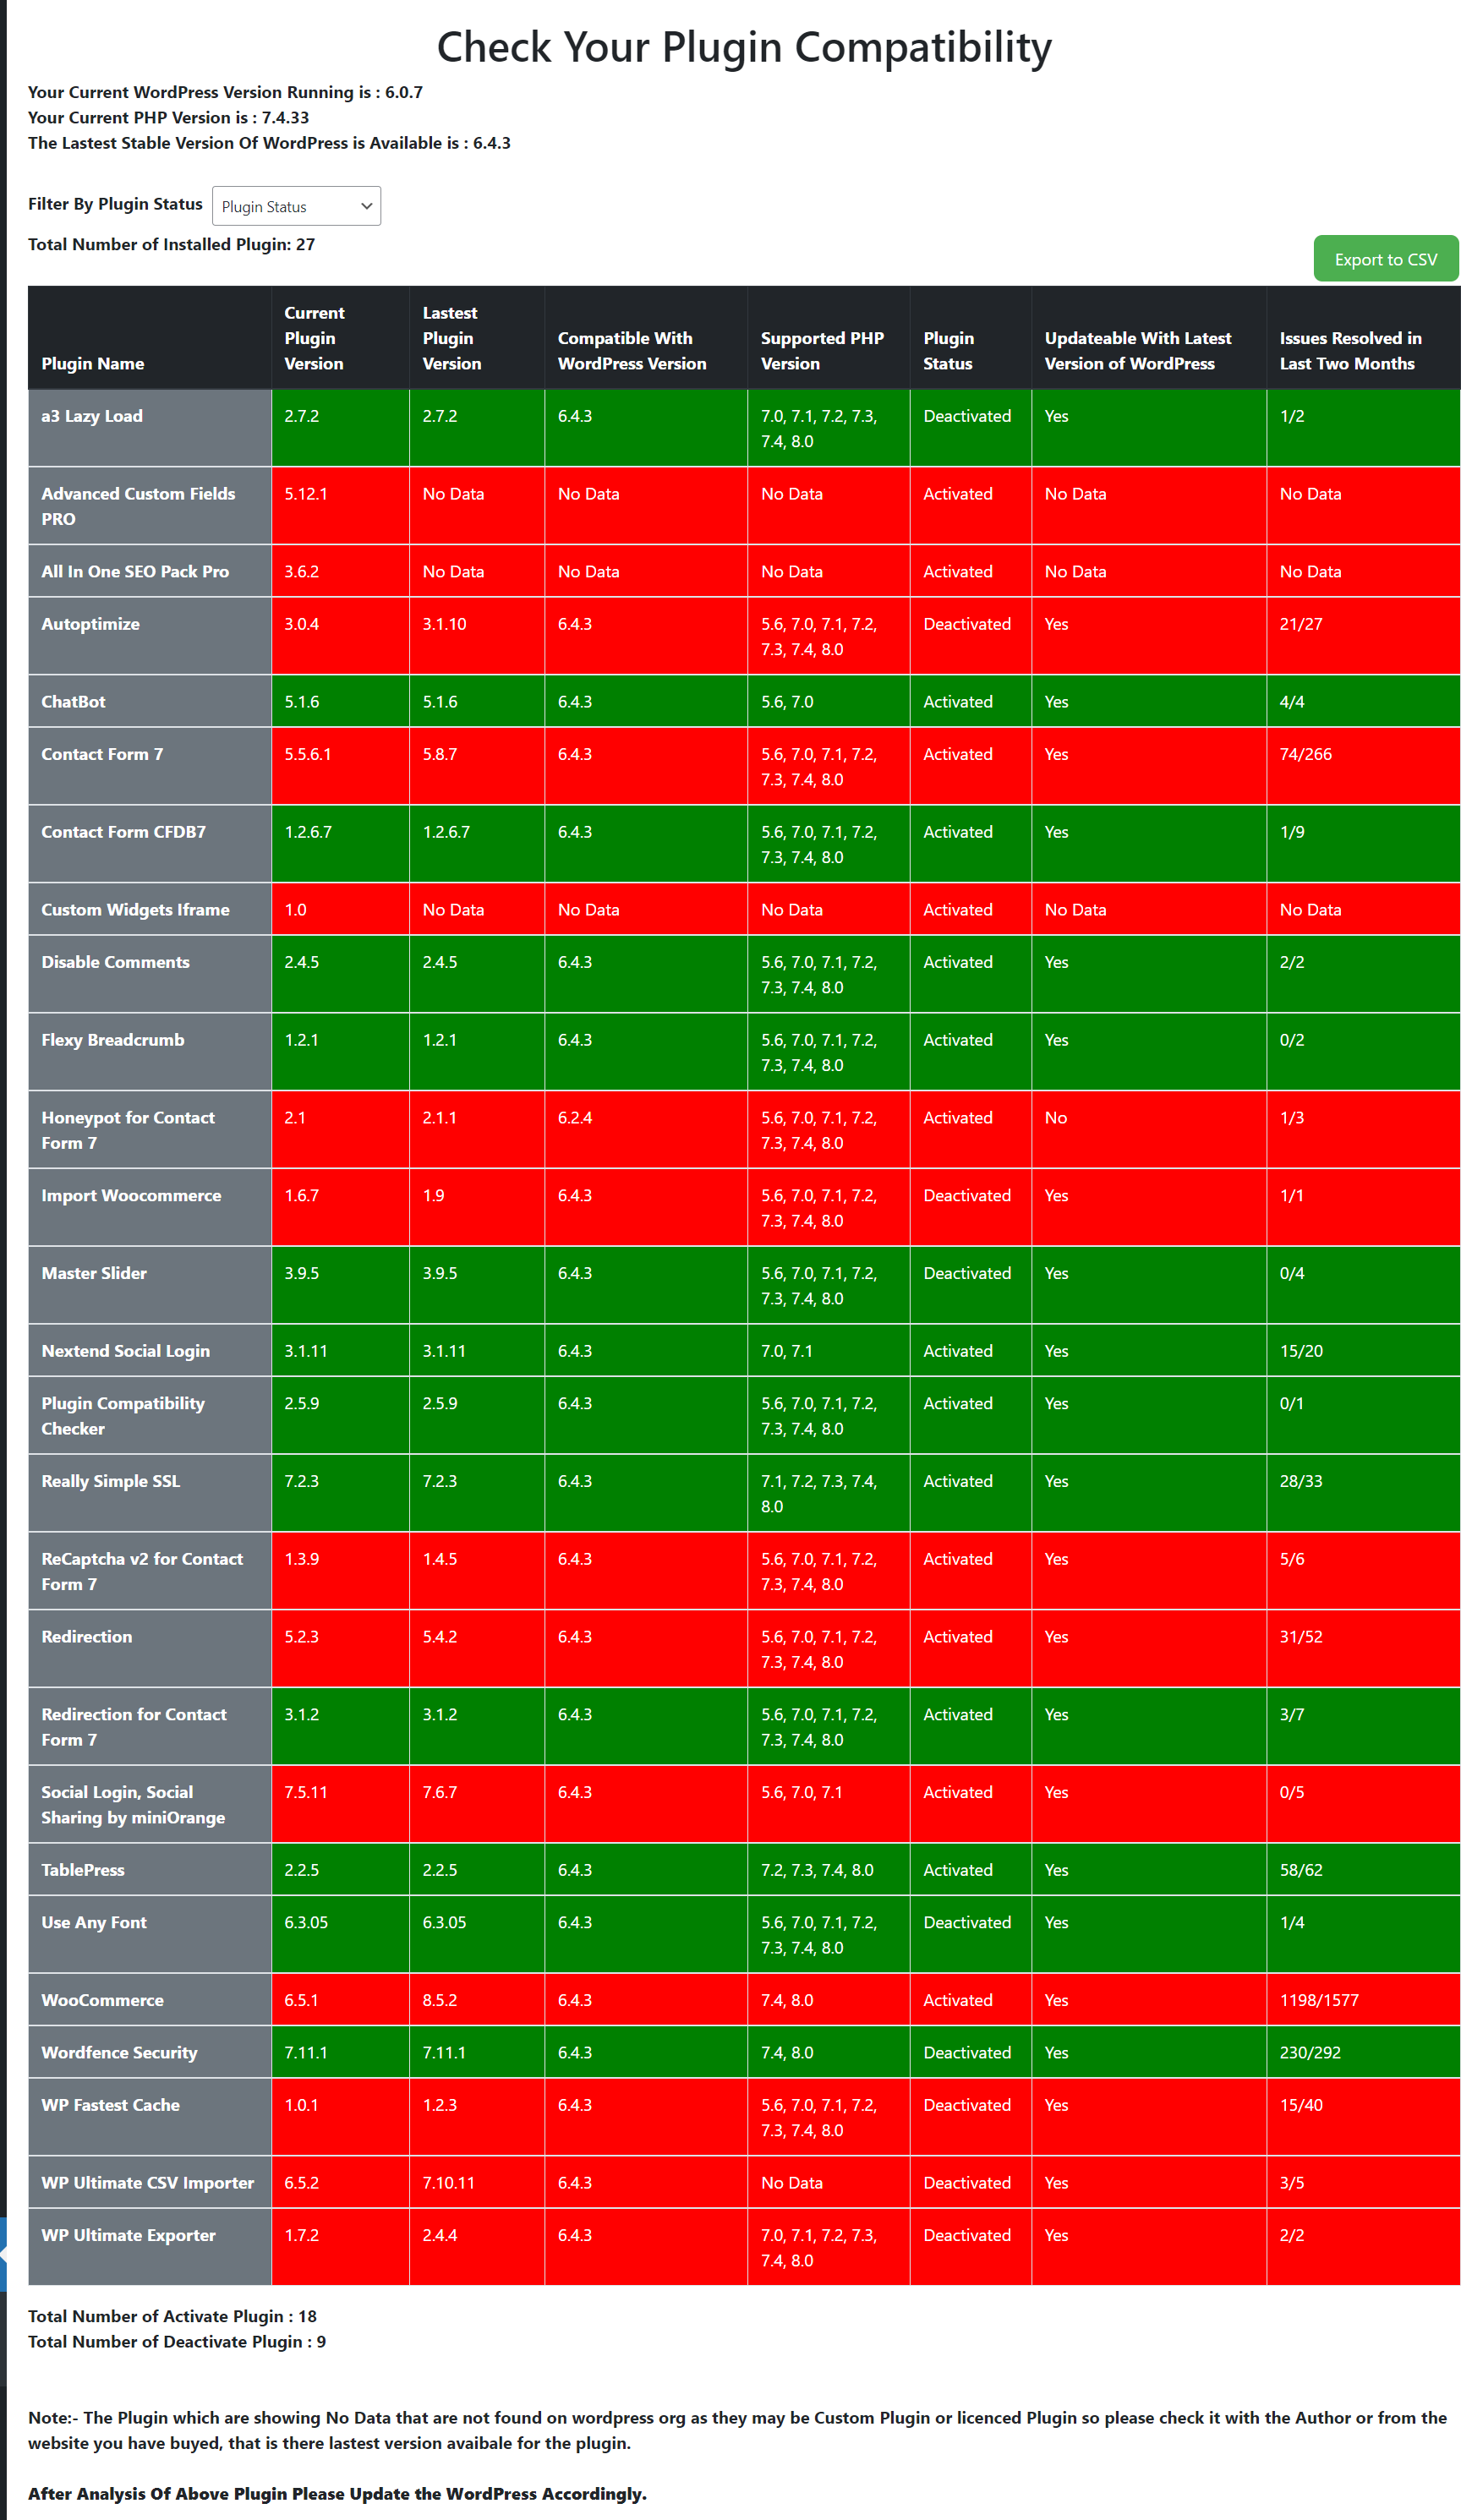 Check Your Plugin Compatibility
Your Current WordPress Version Running is : 6.0.7
Your Current PHP Version is : 7.4.33
The Lastest Stable Version Of WordPress is Available is : 6.4.3
Filter By Plugin Status Plugin Status
Total Number of Installed Plugin: 27
Export to CSV
Plugin Name Current Plugin Version Lastest Plugin Version Compatible With WordPress Version Supported PHP Version Plugin Status Updateable With Latest Version of WordPress Issues Resolved in Last Two Months
a3 Lazy Load 2.7.2 2.7.2 6.4.3 7.0, 7.1, 7.2, 7.3, 7.4, 8.0 Deactivated Yes 1/2
Advanced Custom Fields PRO 5.12.1 No Data No Data No Data Activated No Data No Data
All In One SEO Pack Pro 3.6.2 No Data No Data No Data Activated No Data No Data
Autoptimize 3.0.4 3.1.10 6.4.3 5.6, 7.0, 7.1, 7.2, 7.3, 7.4, 8.0 Deactivated Yes 21/27
ChatBot 5.1.6 5.1.6 6.4.3 5.6, 7.0 Activated Yes 4/4
Contact Form 7 5.5.6.1 5.8.7 6.4.3 5.6, 7.0, 7.1, 7.2, 7.3, 7.4, 8.0 Activated Yes 74/266
Contact Form CFDB7 1.2.6.7 1.2.6.7 6.4.3 5.6, 7.0, 7.1, 7.2, 7.3, 7.4, 8.0 Activated Yes 1/9
Custom Widgets Iframe 1.0 No Data No Data No Data Activated No Data No Data
Disable Comments 2.4.5 2.4.5 6.4.3 5.6, 7.0, 7.1, 7.2, 7.3, 7.4, 8.0 Activated Yes 2/2
Flexy Breadcrumb 1.2.1 1.2.1 6.4.3 5.6, 7.0, 7.1, 7.2, 7.3, 7.4, 8.0 Activated Yes 0/2
Honeypot for Contact Form 7 2.1 2.1.1 6.2.4 5.6, 7.0, 7.1, 7.2, 7.3, 7.4, 8.0 Activated No 1/3
Import Woocommerce 1.6.7 1.9 6.4.3 5.6, 7.0, 7.1, 7.2, 7.3, 7.4, 8.0 Deactivated Yes 1/1
Master Slider 3.9.5 3.9.5 6.4.3 5.6, 7.0, 7.1, 7.2, 7.3, 7.4, 8.0 Deactivated Yes 0/4
Nextend Social Login 3.1.11 3.1.11 6.4.3 7.0, 7.1 Activated Yes 15/20
Plugin Compatibility Checker 2.5.9 2.5.9 6.4.3 5.6, 7.0, 7.1, 7.2, 7.3, 7.4, 8.0 Activated Yes 0/1
Really Simple SSL 7.2.3 7.2.3 6.4.3 7.1, 7.2, 7.3, 7.4, 8.0 Activated Yes 28/33
ReCaptcha v2 for Contact Form 7 1.3.9 1.4.5 6.4.3 5.6, 7.0, 7.1, 7.2, 7.3, 7.4, 8.0 Activated Yes 5/6
Redirection 5.2.3 5.4.2 6.4.3 5.6, 7.0, 7.1, 7.2, 7.3, 7.4, 8.0 Activated Yes 31/52
Redirection for Contact Form 7 3.1.2 3.1.2 6.4.3 5.6, 7.0, 7.1, 7.2, 7.3, 7.4, 8.0 Activated Yes 3/7
Social Login, Social Sharing by miniOrange 7.5.11 7.6.7 6.4.3 5.6, 7.0, 7.1 Activated Yes 0/5
TablePress 2.2.5 2.2.5 6.4.3 7.2, 7.3, 7.4, 8.0 Activated Yes 58/62
Use Any Font 6.3.05 6.3.05 6.4.3 5.6, 7.0, 7.1, 7.2, 7.3, 7.4, 8.0 Deactivated Yes 1/4
WooCommerce 6.5.1 8.5.2 6.4.3 7.4, 8.0 Activated Yes 1198/1577
Wordfence Security 7.11.1 7.11.1 6.4.3 7.4, 8.0 Deactivated Yes 230/292
WP Fastest Cache 1.0.1 1.2.3 6.4.3 5.6, 7.0, 7.1, 7.2, 7.3, 7.4, 8.0 Deactivated Yes 15/40
WP Ultimate CSV Importer 6.5.2 7.10.11 6.4.3 No Data Deactivated Yes 3/5
WP Ultimate Exporter 1.7.2 2.4.4 6.4.3 7.0, 7.1, 7.2, 7.3, 7.4, 8.0 Deactivated Yes 2/2
Total Number of Activate Plugin : 18
Total Number of Deactivate Plugin : 9
Note:- The Plugin which are showing No Data that are not found on wordpress org as they may be Custom Plugin or licenced Plugin so please check it with the Author or from the
website you have buyed, that is there lastest version avaibale for the plugin.
After Analysis Of Above Plugin Please Update the WordPress Accordingly.